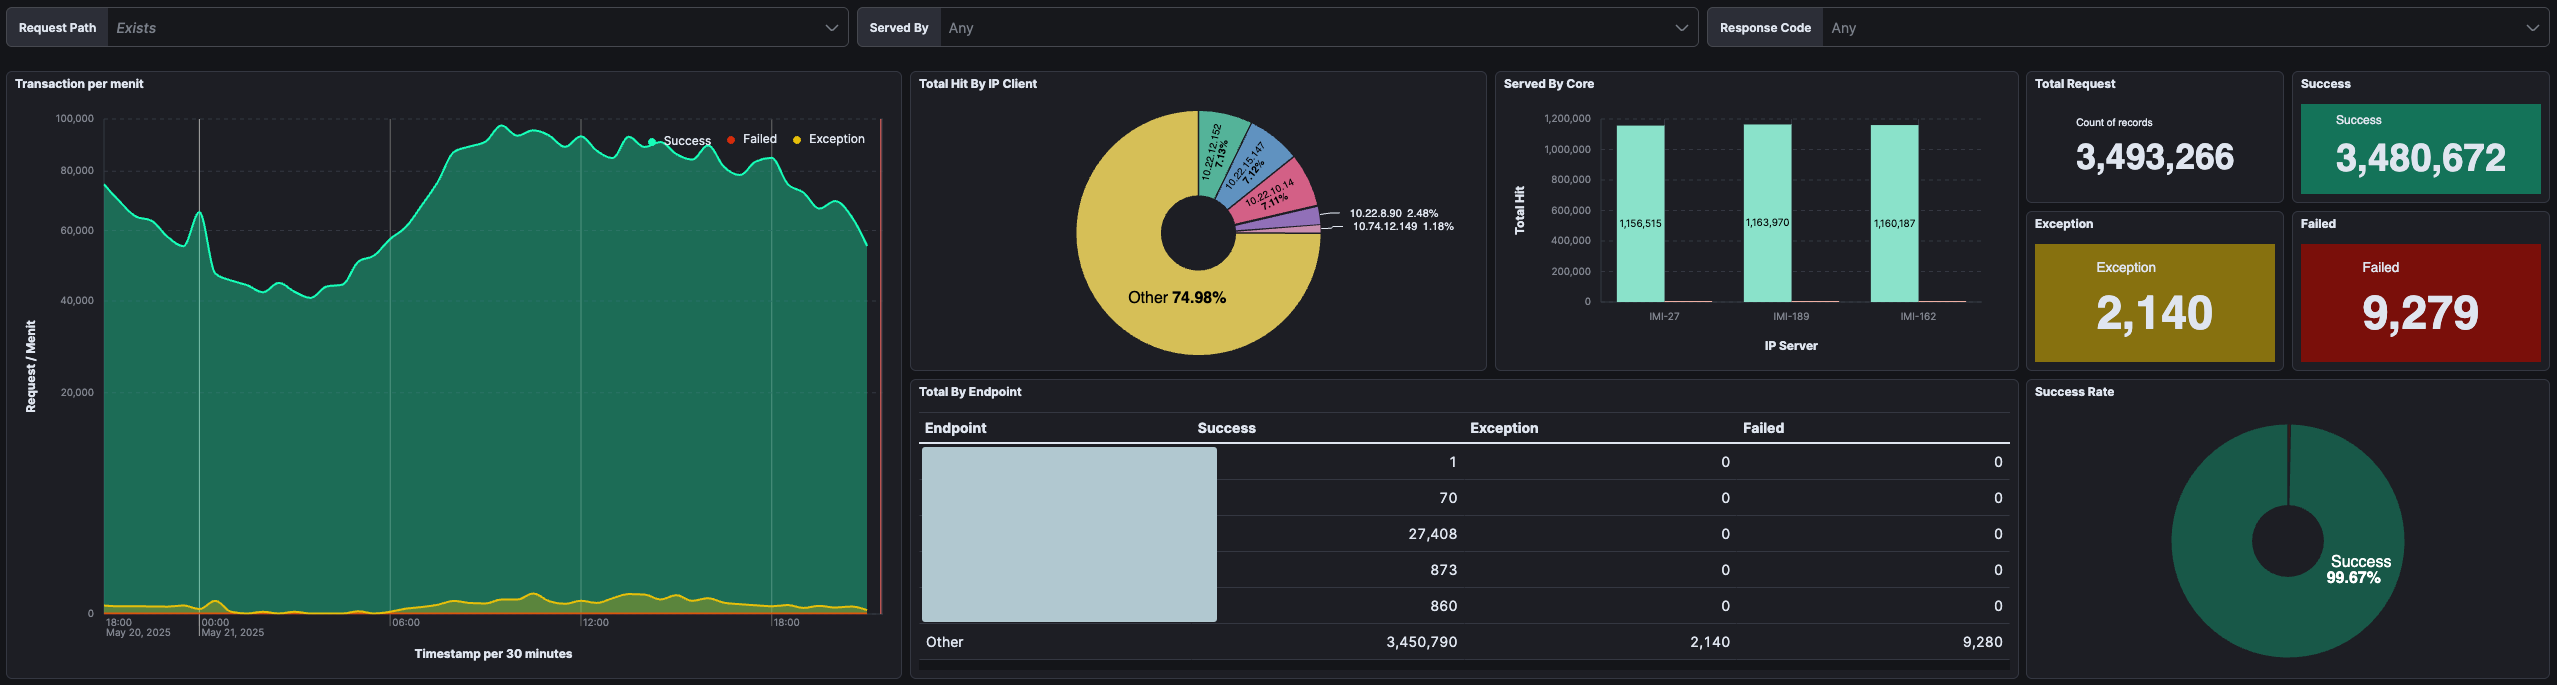 Request Path Exists
Served By Any
Response Code Any
Transaction per menit
100,000
80,000
60,000
40,000
20,000
0
Request / Menit
Success
Failed
Exception
18:00
May 20, 2025
00:00
May 21, 2025
06:00
12:00
18:00
Timestamp per 30 minutes
Total Hit By IP Client
10.22.12.152
7.13%
10.22.15.147
7.12%
10.22.10.14
7.11%
10.22.8.90 2.48%
10.74.12.149 1.18%
Other 74.98%
Served By Core
1,200,000
1,000,000
800,000
600,000
400,000
200,000
0
Total Hit
1,156,515
1,163,970
1,160,187
IMI-27
IMI-189
IMI-162
IP Server
Total Request
Count of records
3,493,266
Success
Success
3,480,672
Exception
Exception
2,140
Failed
Failed
9,279
Total By Endpoint
Endpoint Success Exception Failed
1 0 0
70 0 0
27,408 0 0
873 0 0
860 0 0
Other 3,450,790 2,140 9,280
Success Rate
Success
99.67%